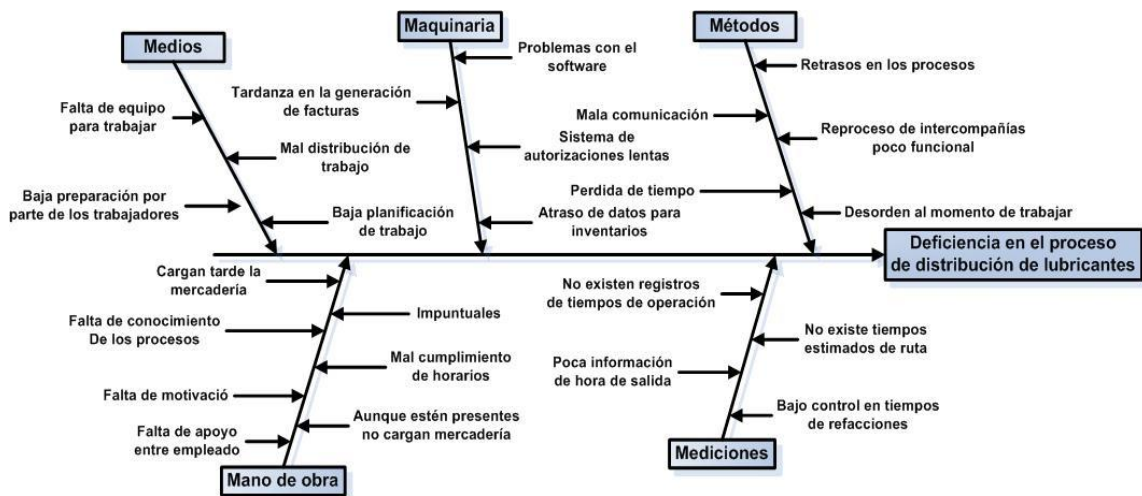 Medios
Falta de equipo
para trabajar
Mal distribución de
trabajo
Baja preparación por
parte de los trabajadores
Baja planificación
de trabajo
Maquinaria
Problemas con el
software
Tardanza en la generación
de facturas
Sistema de
autorizaciones lentas
Atraso de datos para
inventarios
Métodos
Retrasos en los procesos
Mala comunicación
Reproceso de intercompañías
poco funcional
Perdida de tiempo
Desorden al momento de trabajar
Deficiencia en el proceso
de distribución de lubricantes
Cargan tarde la
mercadería
Impuntuales
Falta de conocimiento
De los procesos
Mal cumplimiento
de horarios
Falta de motivació
Aunque estén presentes
no cargan mercadería
Falta de apoyo
entre empleado
Mano de obra
No existen registros
de tiempos de operación
No existe tiempos
estimados de ruta
Poca información
de hora de salida
Bajo control en tiempos
de refacciones
Mediciones